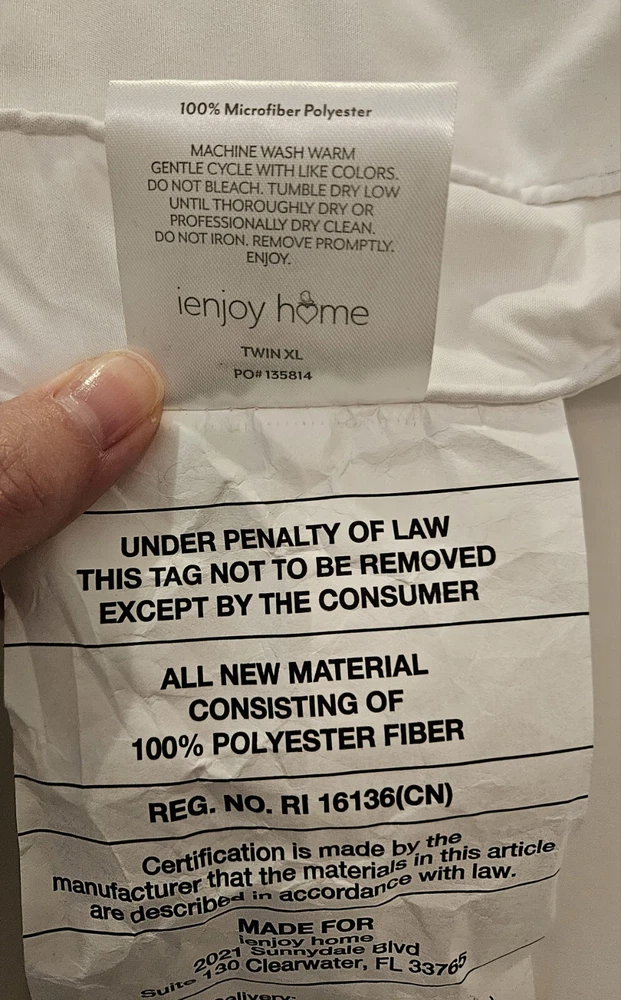 100% Microfiber Polyester
MACHINE WASH WARM
GENTLE CYCLE WITH LIKE COLORS.
DO NOT BLEACH. TUMBLE DRY LOW
UNTIL THOROUGHLY DRY OR
PROFESSIONALLY DRY CLEAN.
DO NOT IRON. REMOVE PROMPTLY.
ENJOY.
ienjoy home
TWIN XL
PO# 135814
UNDER PENALTY OF LAW
THIS TAG NOT TO BE REMOVED
EXCEPT BY THE CONSUMER
ALL NEW MATERIAL
CONSISTING OF
100% POLYESTER FIBER
REG. NO. RI 16136(CN)
Certification is made by the
manufacturer that the materials in this article
are described in accordance with law.
MADE FOR
ienjoy home
2021 Sunnydale Blvd
Suite 130 Clearwater, FL 33765